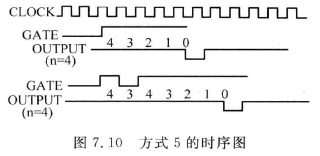 CLOCK
GATE
OUTPUT
(n=4)
4 3 2 1 0
GATE
OUTPUT
(n=4)
4 3 4 3 2 1 0
图 7.10 方式 5 的时序图